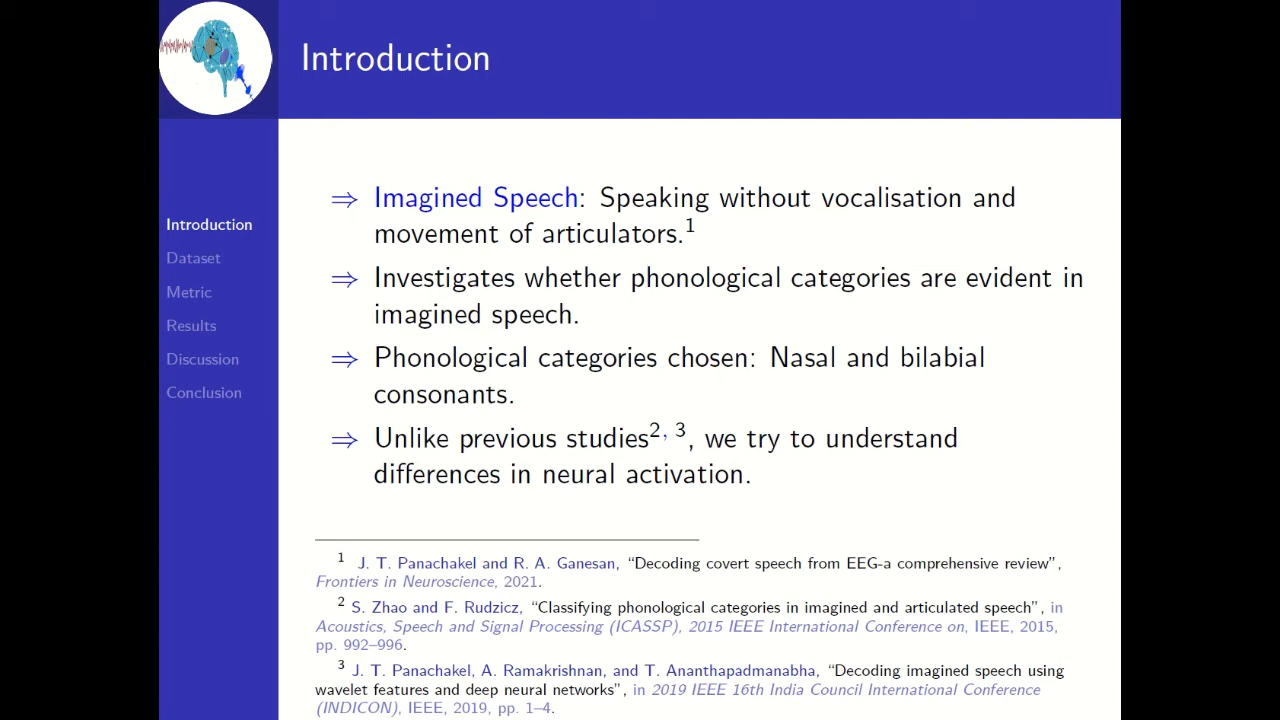 Introduction
Introduction
Dataset
Metric
Results
Discussion
Conclusion
⇒ Imagined Speech: Speaking without vocalisation and
movement of articulators.¹
⇒ Investigates whether phonological categories are evident in
imagined speech.
⇒ Phonological categories chosen: Nasal and bilabial
consonants.
⇒ Unlike previous studies²,³, we try to understand
differences in neural activation.
¹ J. T. Panachakel and R. A. Ganesan, “Decoding covert speech from EEG-a comprehensive review”,
Frontiers in Neuroscience, 2021.
² S. Zhao and F. Rudzicz, “Classifying phonological categories in imagined and articulated speech”, in
Acoustics, Speech and Signal Processing (ICASSP), 2015 IEEE International Conference on, IEEE, 2015,
pp. 992–996.
³ J. T. Panachakel, A. Ramakrishnan, and T. Ananthapadmanabha, “Decoding imagined speech using
wavelet features and deep neural networks”, in 2019 IEEE 16th India Council International Conference
(INDICON), IEEE, 2019, pp. 1–4.